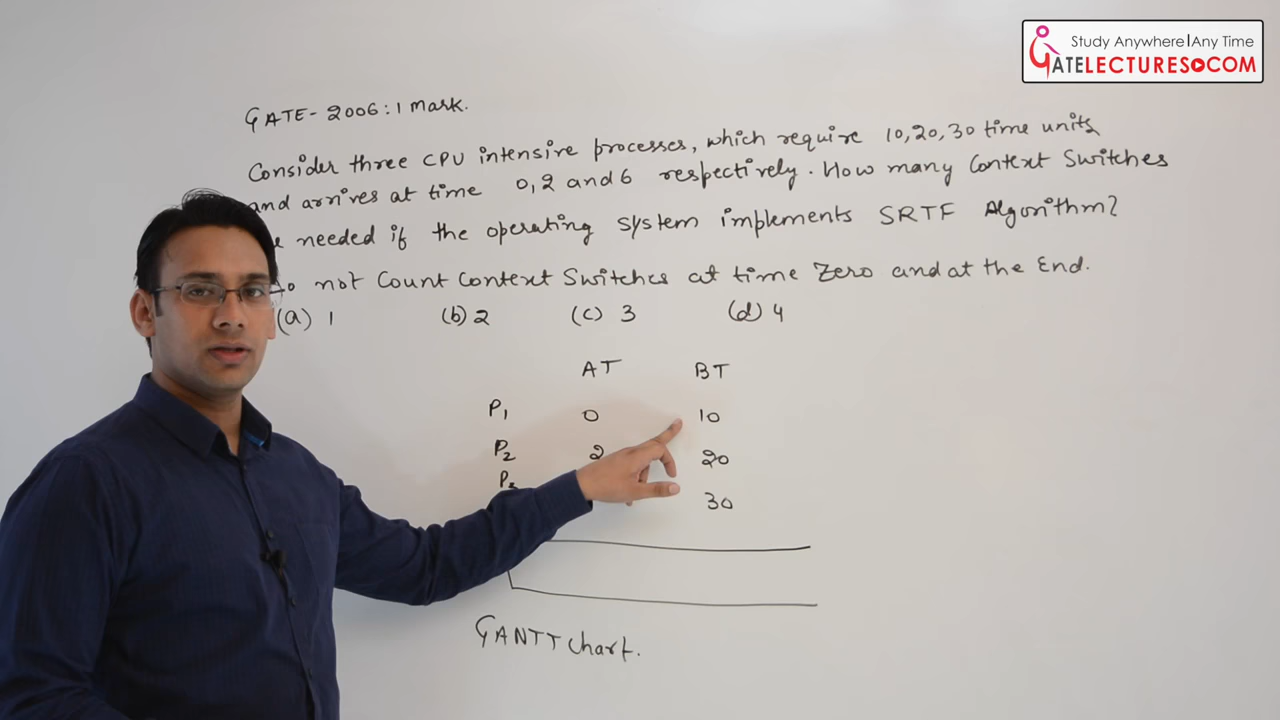 Study Anywhere|Any Time
GATELECTURES.COM
GATE-2006: 1 mark.
Consider three CPU intensive processes, which require 10, 20, 30 time units
and arrives at time 0, 2 and 6 respectively. How many Context Switches
needed if the operating system implements SRTF Algorithm?
not Count Context Switches at time Zero and at the End.
(a) 1 (b) 2 (c) 3 (d) 4
AT BT
P1 0 10
P2 2 20
P3 30
GANTT chart.